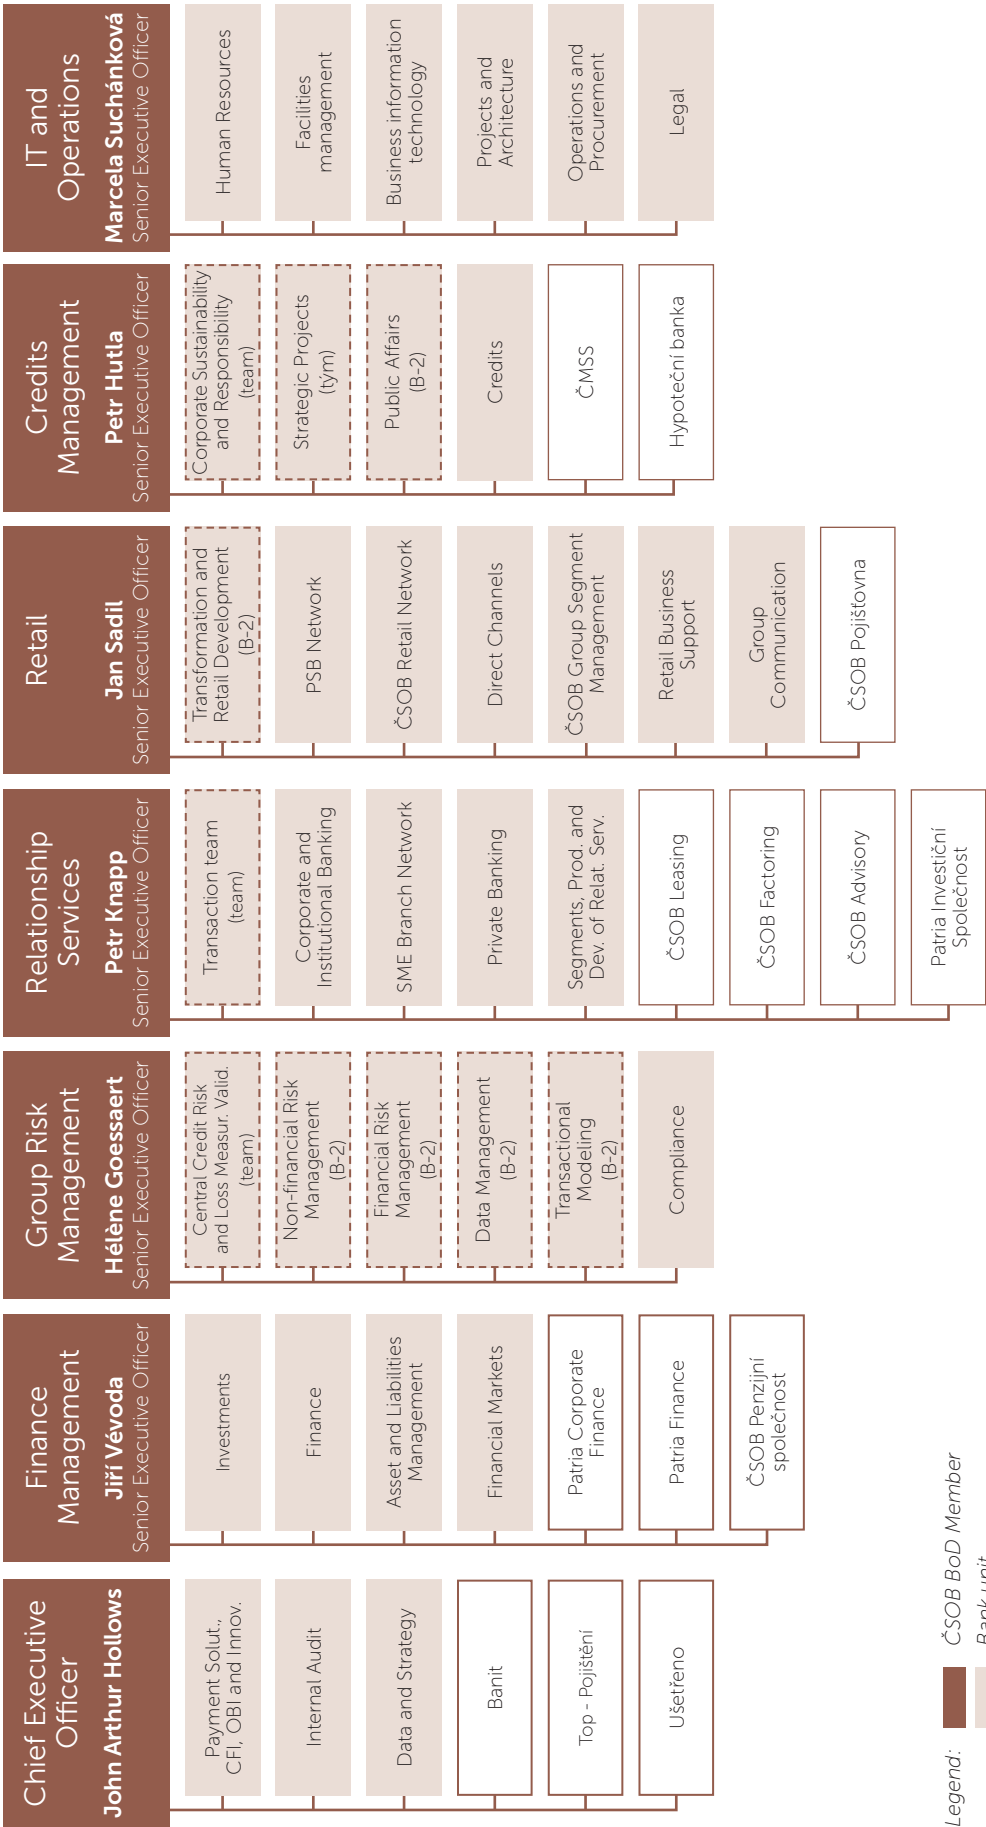 Chief Executive
Officer
John Arthur Hollows
Payment Solut.,
CFI, OBI and Innov.
Internal Audit
Data and Strategy
Banit
Top - Pojištění
Ušetřeno
Finance
Management
Jiří Vévoda
Senior Executive Officer
Investments
Finance
Asset and Liabilities
Management
Financial Markets
Patria Corporate
Finance
Patria Finance
ČSOB Penzijní
společnost
Group Risk
Management
Hélène Goessaert
Senior Executive Officer
Central Credit Risk
and Loss Measur. Valid.
(team)
Non-financial Risk
Management
(B-2)
Financial Risk
Management
(B-2)
Data Management
(B-2)
Transactional
Modeling
(B-2)
Compliance
Relationship
Services
Petr Knapp
Senior Executive Officer
Transaction team
(team)
Corporate and
Institutional Banking
SME Branch Network
Private Banking
Segments, Prod. and
Dev. of Relat. Serv.
ČSOB Leasing
ČSOB Factoring
ČSOB Advisory
Patria Investiční
Společnost
Retail
Jan Sadil
Senior Executive Officer
Transformation and
Retail Development
(B-2)
PSB Network
ČSOB Retail Network
Direct Channels
ČSOB Group Segment
Management
Retail Business
Support
Group
Communication
ČSOB Pojišťovna
Credits
Management
Petr Hutla
Senior Executive Officer
Corporate Sustainability
and Responsibility
(team)
Strategic Projects
(tým)
Public Affairs
(B-2)
Credits
ČMSS
Hypoteční banka
IT and
Operations
Marcela Suchánková
Senior Executive Officer
Human Resources
Facilities
management
Business information
technology
Projects and
Architecture
Operations and
Procurement
Legal
Legend:
ČSOB BoD Member
Bank unit